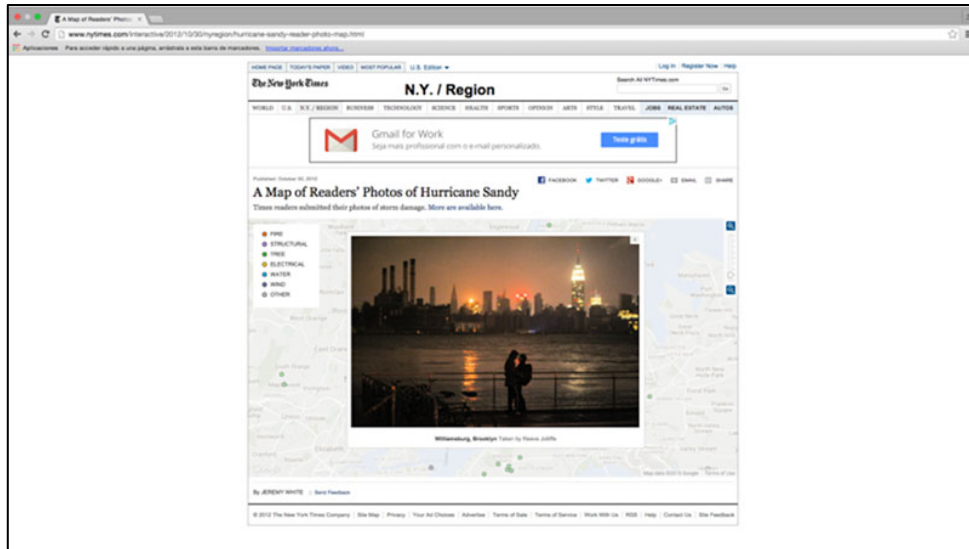 A Map of Readers' Photos
www.nytimes.com/interactive/2012/10/30/nyregion/hurricane-sandy-reader-photo-map.html
Aplicaciones Para acceder rápido a una página, arrástrala a esta barra de marcadores. Importar marcadores ahora...
HOME PAGE TODAY'S PAPER VIDEO MOST POPULAR U.S. Edition
Log In Register Now Help
The New York Times
N.Y. / Region
Search All NYTimes.com
Go
WORLD U.S. N.Y. / REGION BUSINESS TECHNOLOGY SCIENCE HEALTH SPORTS OPINION ARTS STYLE TRAVEL JOBS REAL ESTATE AUTOS
Gmail for Work
Seja mais profissional com o e-mail personalizado.
Teste grátis
Published: October 30, 2012
FACEBOOK TWITTER GOOGLE+ EMAIL SHARE
A Map of Readers' Photos of Hurricane Sandy
Times readers submitted their photos of storm damage. More are available here.
FIRE
STRUCTURAL
TREE
ELECTRICAL
WATER
WIND
OTHER
Williamsburg, Brooklyn Taken by Reeve Jolliffe
Map data ©2015 Google Terms of Use
By JEREMY WHITE Send Feedback
© 2012 The New York Times Company Site Map Privacy Your Ad Choices Advertise Terms of Sale Terms of Service Work With Us RSS Help Contact Us Site Feedback